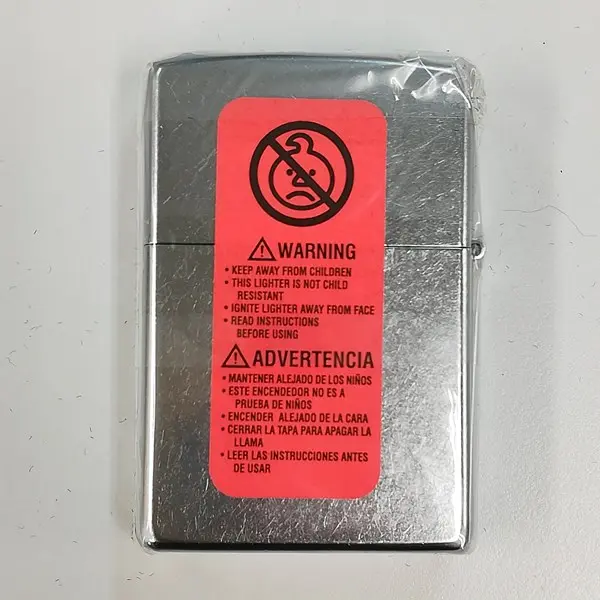 ⚠WARNING
• KEEP AWAY FROM CHILDREN
• THIS LIGHTER IS NOT CHILD
RESISTANT
• IGNITE LIGHTER AWAY FROM FACE
• READ INSTRUCTIONS
BEFORE USING
⚠ADVERTENCIA
• MANTENER ALEJADO DE LOS NIÑOS
• ESTE ENCENDEDOR NO ES A
PRUEBA DE NIÑOS
• ENCENDER ALEJADO DE LA CARA
• CERRAR LA TAPA PARA APAGAR LA
LLAMA
• LEER LAS INSTRUCCIONES ANTES
DE USAR